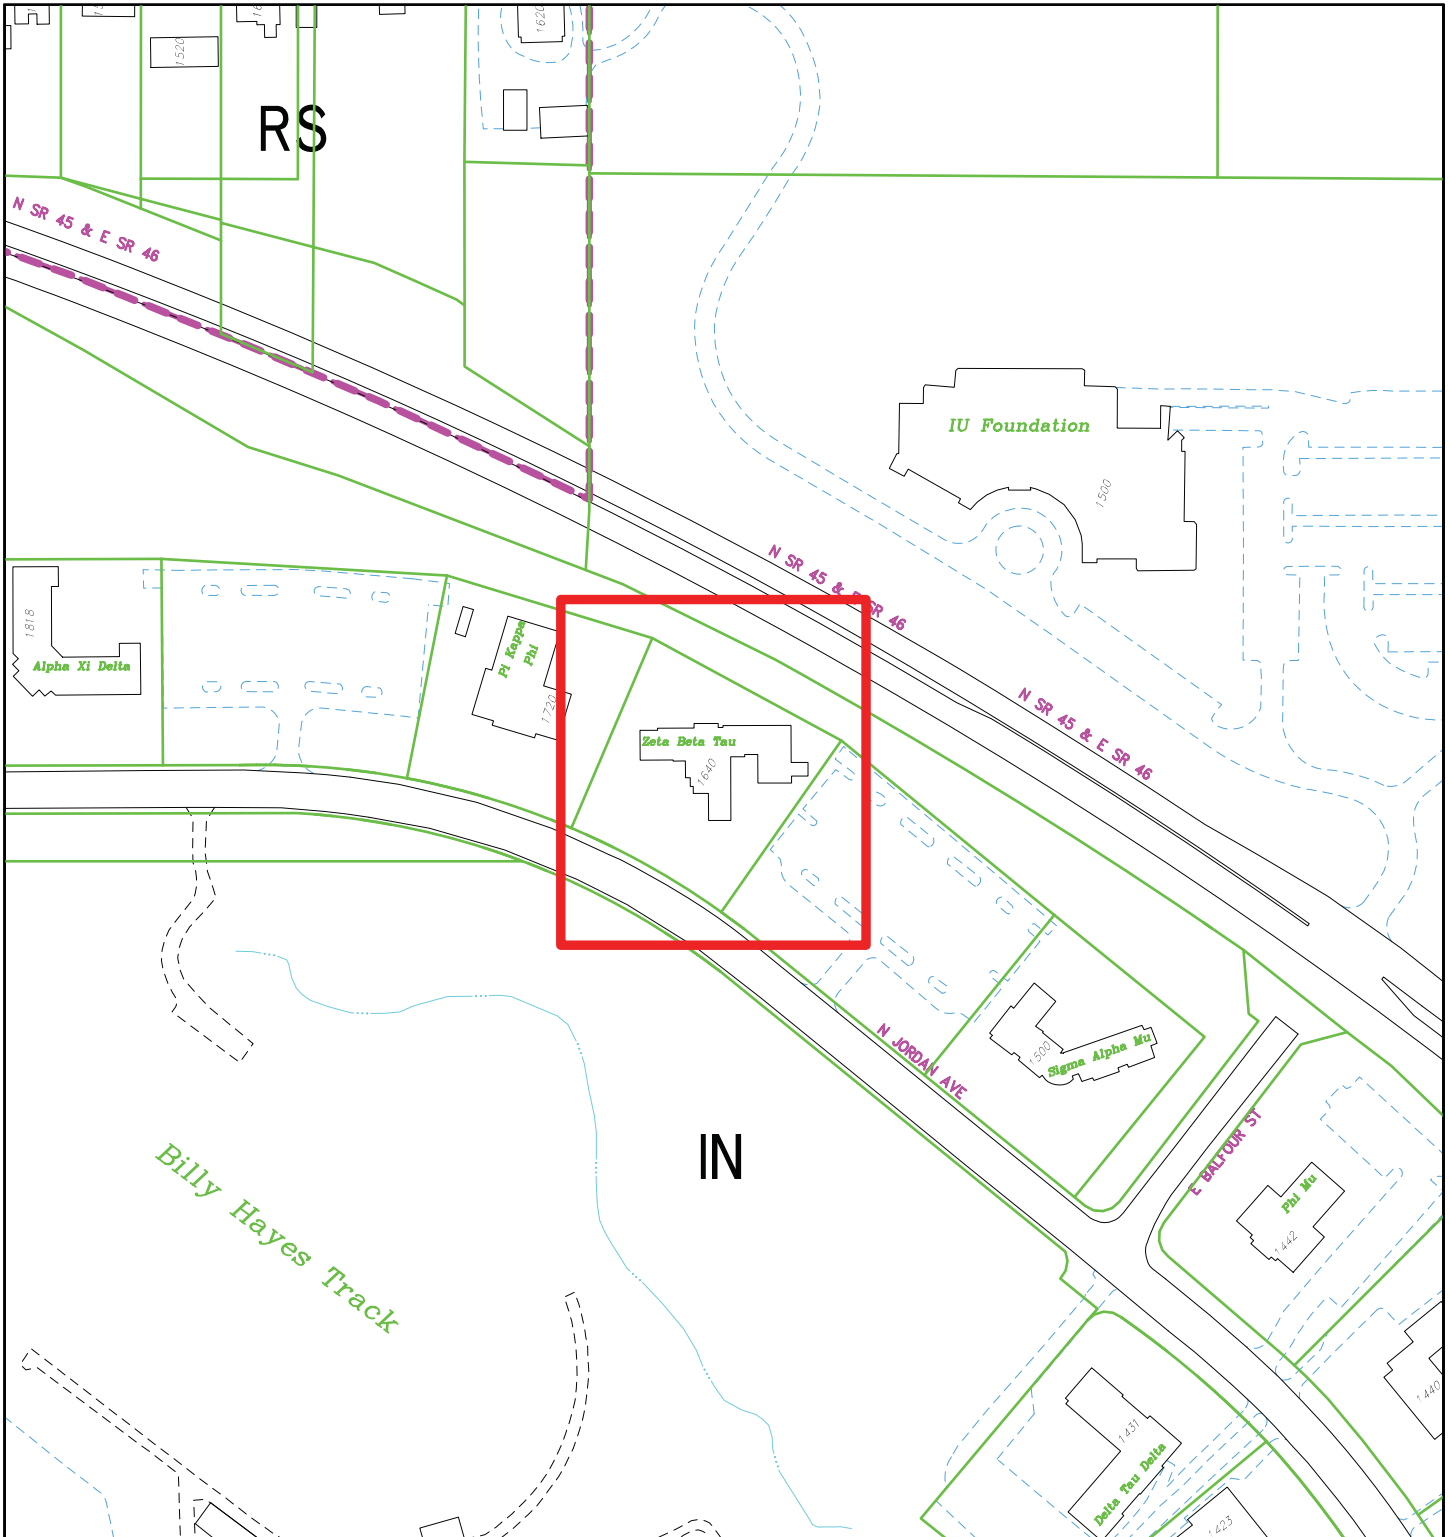 1620
1520
RS
N SR 45 & E SR 46
IU Foundation
1500
N SR 45 & E SR 46
1818
Alpha Xi Delta
Pi Kappa
Phi
1720
Zeta Beta Tau
1640
N SR 45 & E SR 46
N JORDAN AVE
1500
Sigma Alpha Mu
IN
E BALFOUR ST
Phi Mu
1442
Billy Hayes Track
1440
1431
Delta Tau Delta
1423